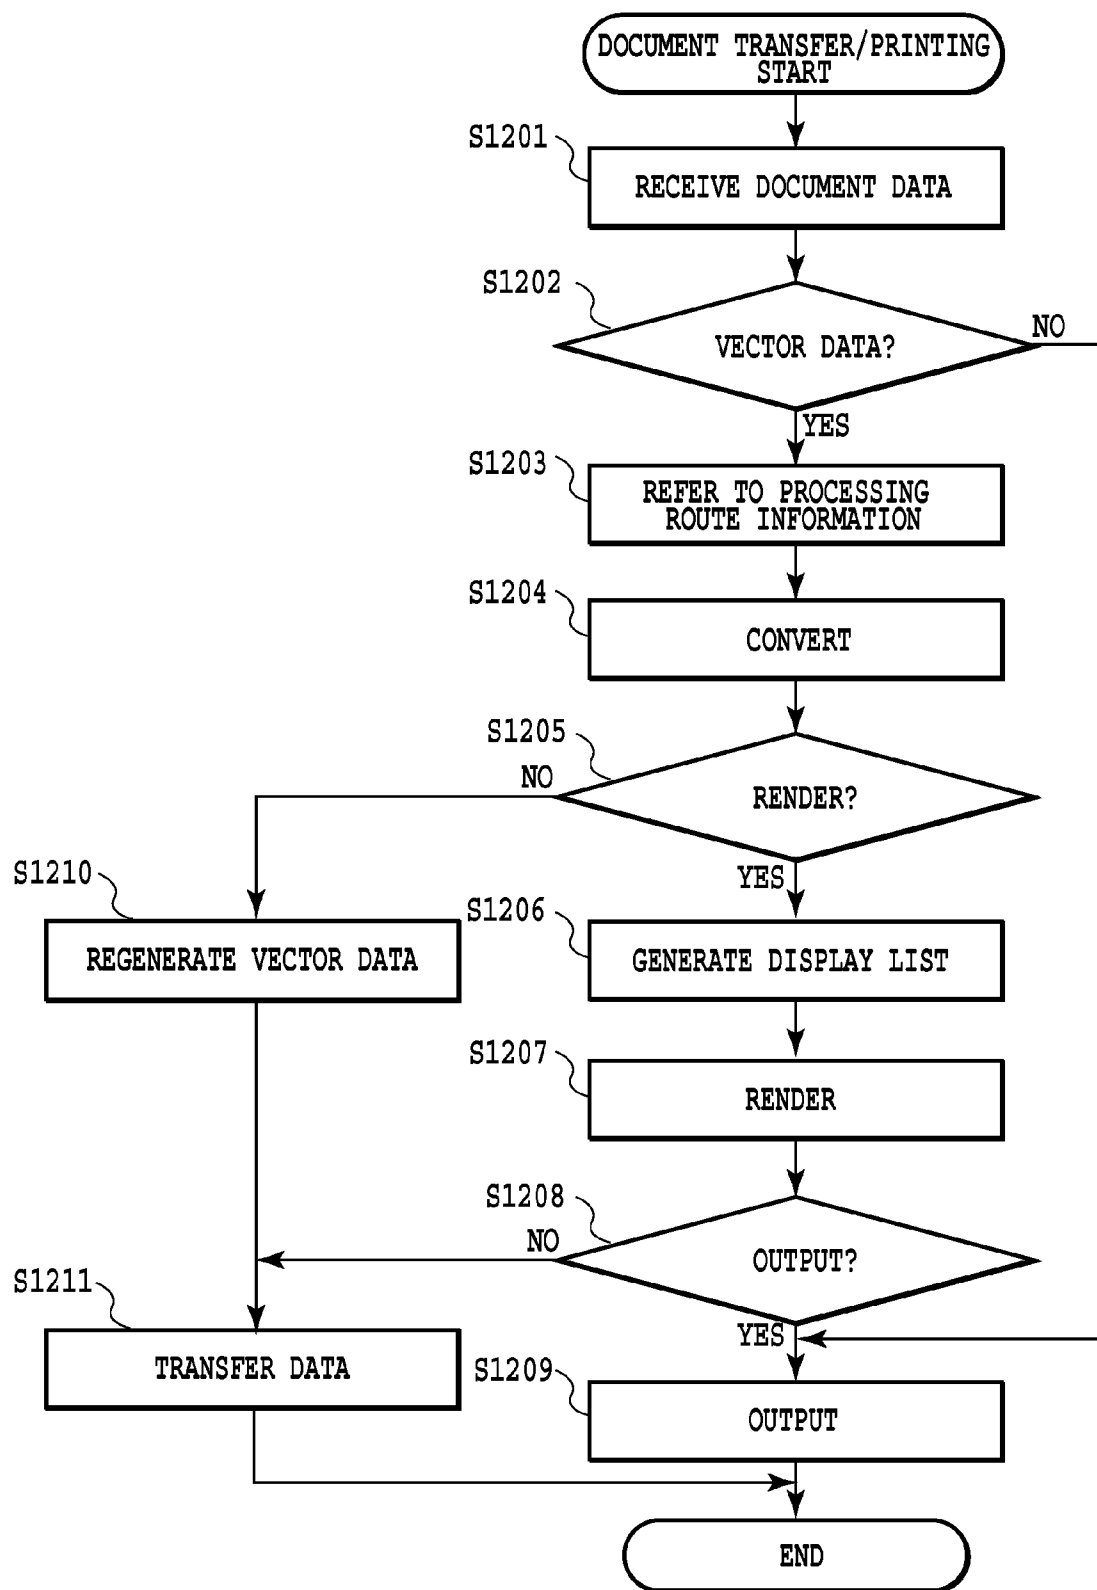 DOCUMENT TRANSFER/PRINTING
START
S1201
RECEIVE DOCUMENT DATA
S1202
VECTOR DATA?
NO
YES
S1203
REFER TO PROCESSING
ROUTE INFORMATION
S1204
CONVERT
S1205
NO
RENDER?
YES
S1210
REGENERATE VECTOR DATA
S1206
GENERATE DISPLAY LIST
S1207
RENDER
S1208
NO
OUTPUT?
YES
S1211
TRANSFER DATA
S1209
OUTPUT
END